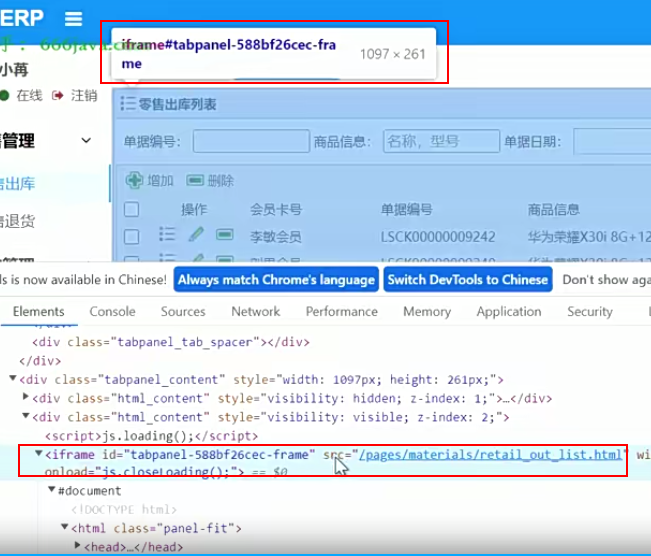 ERP
iframe#tabpanel-588bf26cec-fra
me
1097 × 261
666java.com
小苒
在线 注销
零售出库列表
管理
单据编号： 商品信息： 名称，型号 单据日期：
出库
增加 删除
操作 会员卡号 单据编号 商品信息
退货
李敏会员 LSCK00000009242 华为荣耀X30i 8G+12
s is now available in Chinese! Always match Chrome's language Switch DevTools to Chinese Don't show aga
Elements Console Sources Network Performance Memory Application Security
<div class="tabpanel_tab_spacer"></div>
</div>
<div class="tabpanel_content" style="width: 1097px; height: 261px;">
<div class="html_content" style="visibility: hidden; z-index: 1;">…</div>
<div class="html_content" style="visibility: visible; z-index: 2;">
<script>js.loading();</script>
<iframe id="tabpanel-588bf26cec-frame" src="/pages/materials/retail_out_list.html" wi
onload="js.closeLoading();"> == $0
#document
<!DOCTYPE html>
<html class="panel-fit">
<head>…</head>